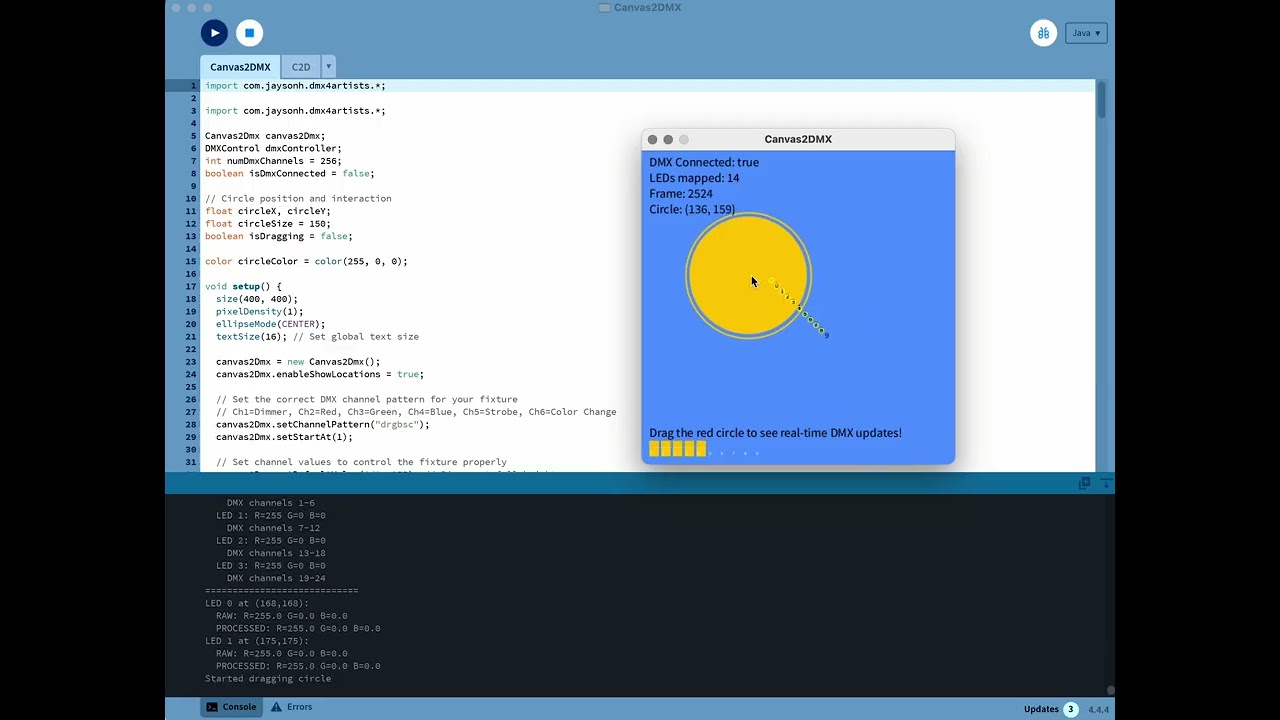 Canvas2DMX
Java ▾
Canvas2DMX
C2D
1 import com.jaysonh.dmx4artists.*;
2
3 import com.jaysonh.dmx4artists.*;
4
5 Canvas2Dmx canvas2Dmx;
6 DMXControl dmxController;
7 int numDmxChannels = 256;
8 boolean isDmxConnected = false;
9
10 // Circle position and interaction
11 float circleX, circleY;
12 float circleSize = 150;
13 boolean isDragging = false;
14
15 color circleColor = color(255, 0, 0);
16
17 void setup() {
18 size(400, 400);
19 pixelDensity(1);
20 ellipseMode(CENTER);
21 textSize(16); // Set global text size
22
23 canvas2Dmx = new Canvas2Dmx();
24 canvas2Dmx.enableShowLocations = true;
25
26 // Set the correct DMX channel pattern for your fixture
27 // Ch1=Dimmer, Ch2=Red, Ch3=Green, Ch4=Blue, Ch5=Strobe, Ch6=Color Change
28 canvas2Dmx.setChannelPattern("drgbsc");
29 canvas2Dmx.setStartAt(1);
30
31 // Set channel values to control the fixture properly
Canvas2DMX
DMX Connected: true
LEDs mapped: 14
Frame: 2524
Circle: (136, 159)
Drag the red circle to see real-time DMX updates!
DMX channels 1-6
LED 1: R=255 G=0 B=0
DMX channels 7-12
LED 2: R=255 G=0 B=0
DMX channels 13-18
LED 3: R=255 G=0 B=0
DMX channels 19-24
============================
LED 0 at (168,168):
RAW: R=255.0 G=0.0 B=0.0
PROCESSED: R=255.0 G=0.0 B=0.0
LED 1 at (175,175):
RAW: R=255.0 G=0.0 B=0.0
PROCESSED: R=255.0 G=0.0 B=0.0
Started dragging circle
Console
Errors
Updates 3
4.4.4